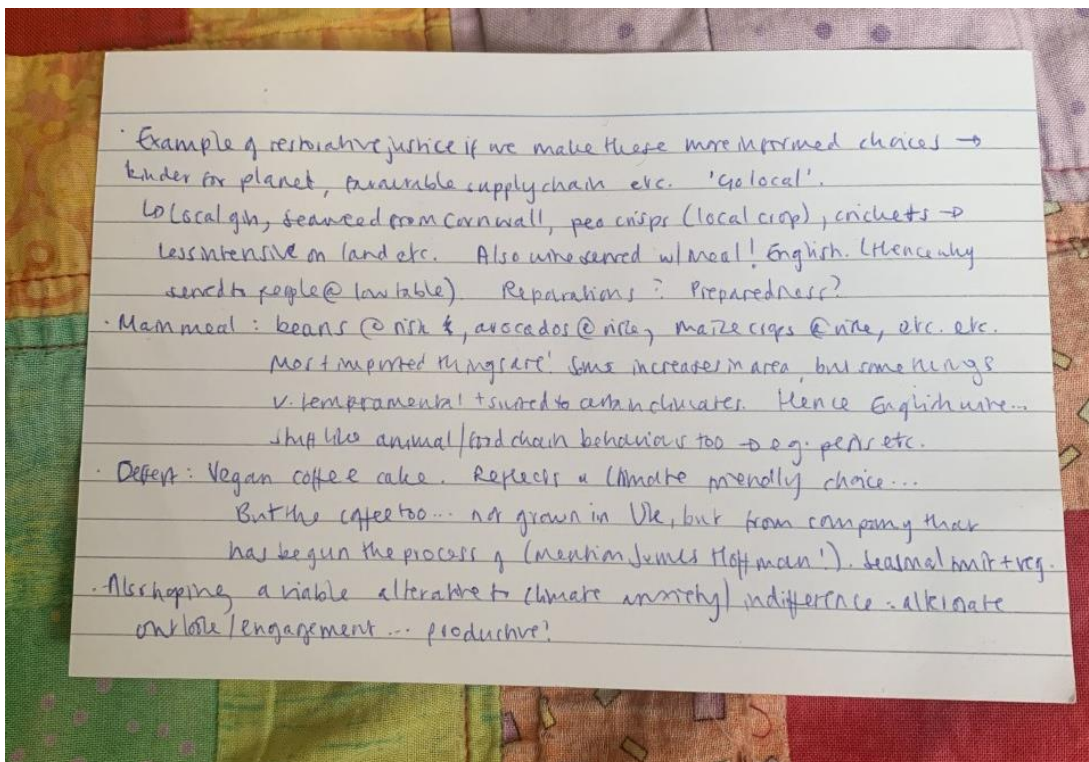 · Example of restorative justice if we make these more informed choices →
kinder for planet, favourable supply chain etc. 'Go local'.
↳ Local gin, seaweed from Cornwall, pea crisps (local crop), crickets →
less intensive on land etc. Also wine served w/ meal! English. (Hence why
served to people @ low table). Reparations? Preparedness?
· Main meal: beans @ risk, avocados @ risk, maize crops @ risk, etc. etc.
Most imported things are! Some increases in area, but some things
v. tempramental + suited to certain climates. Hence English wine...
stuff like animal/food chain behaviours too → eg. pests etc.
· Dessert: Vegan coffee cake. Reflects a climate friendly choice...
But the coffee too... not grown in UK, but from company that
has begun the process of (mention James Hoffman!). Seasonal fruit + veg.
· Also hoping a viable alterative to climate anxiety / indifference - alternate
outlook / engagement... productive!